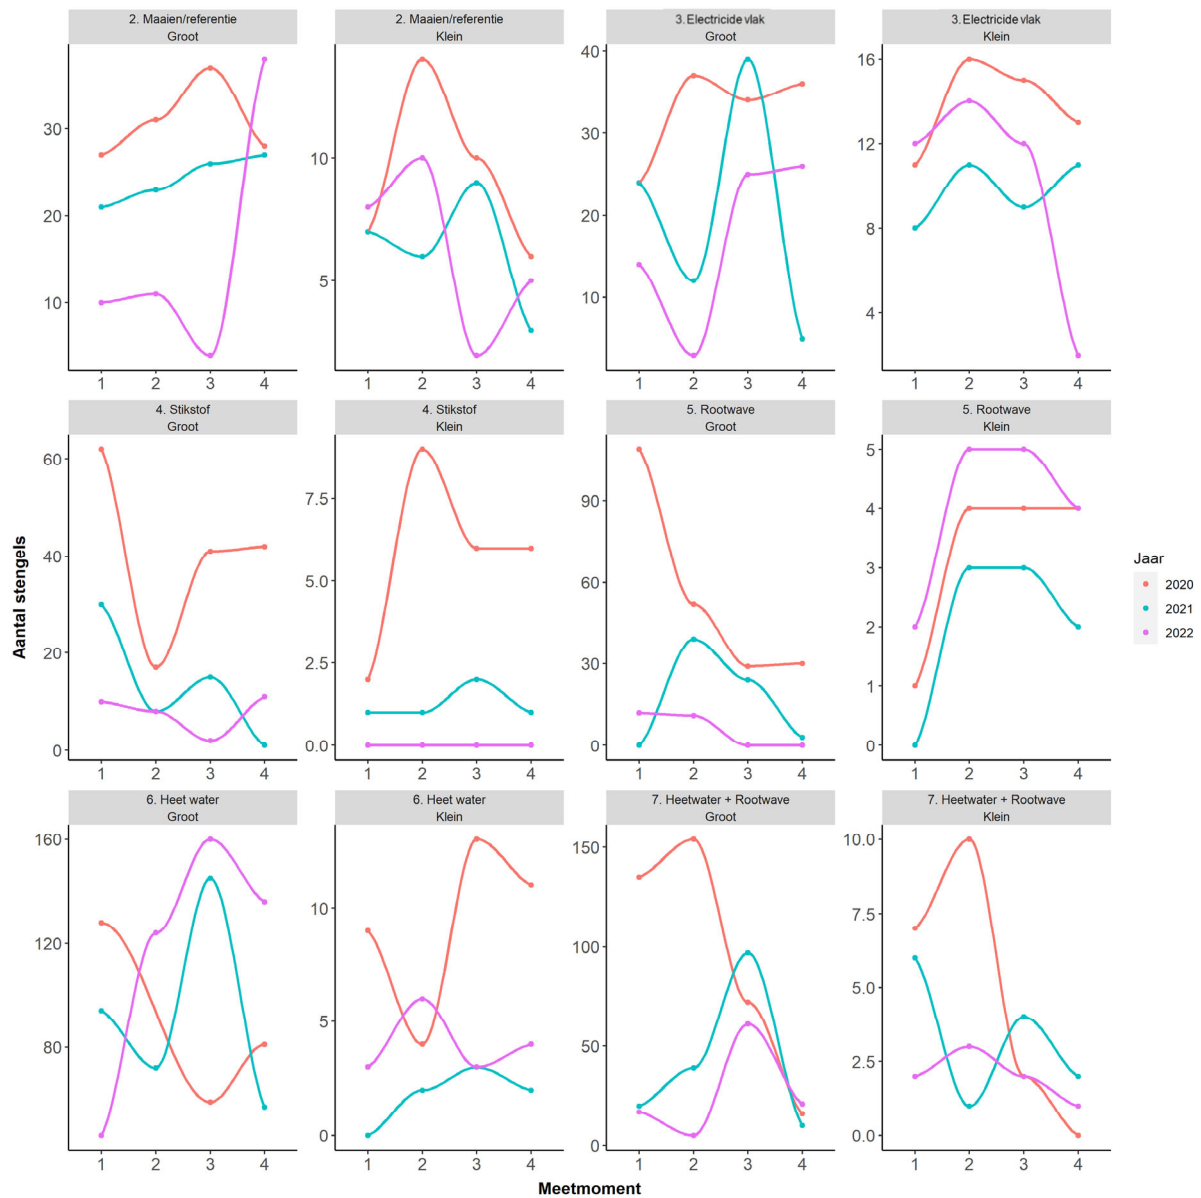 2. Maaien/referentie
Groot
2. Maaien/referentie
Klein
3.Electricide vlak
Groot
3.Electricide vlak
Klein
30
20
10
1 2 3 4
10
5
1 2 3 4
40
30
20
10
1 2 3 4
16
12
8
4
1 2 3 4
4. Stikstof
Groot
4. Stikstof
Klein
5. Rootwave
Groot
5. Rootwave
Klein
60
40
20
0
1 2 3 4
7.5
5.0
2.5
0.0
1 2 3 4
90
60
30
0
1 2 3 4
5
4
3
2
1
0
1 2 3 4
6. Heet water
Groot
6. Heet water
Klein
7. Heetwater + Rootwave
Groot
7. Heetwater + Rootwave
Klein
160
120
80
1 2 3 4
10
5
0
1 2 3 4
150
100
50
0
1 2 3 4
10.0
7.5
5.0
2.5
0.0
1 2 3 4
Aantal stengels
Meetmoment
Jaar
2020
2021
2022